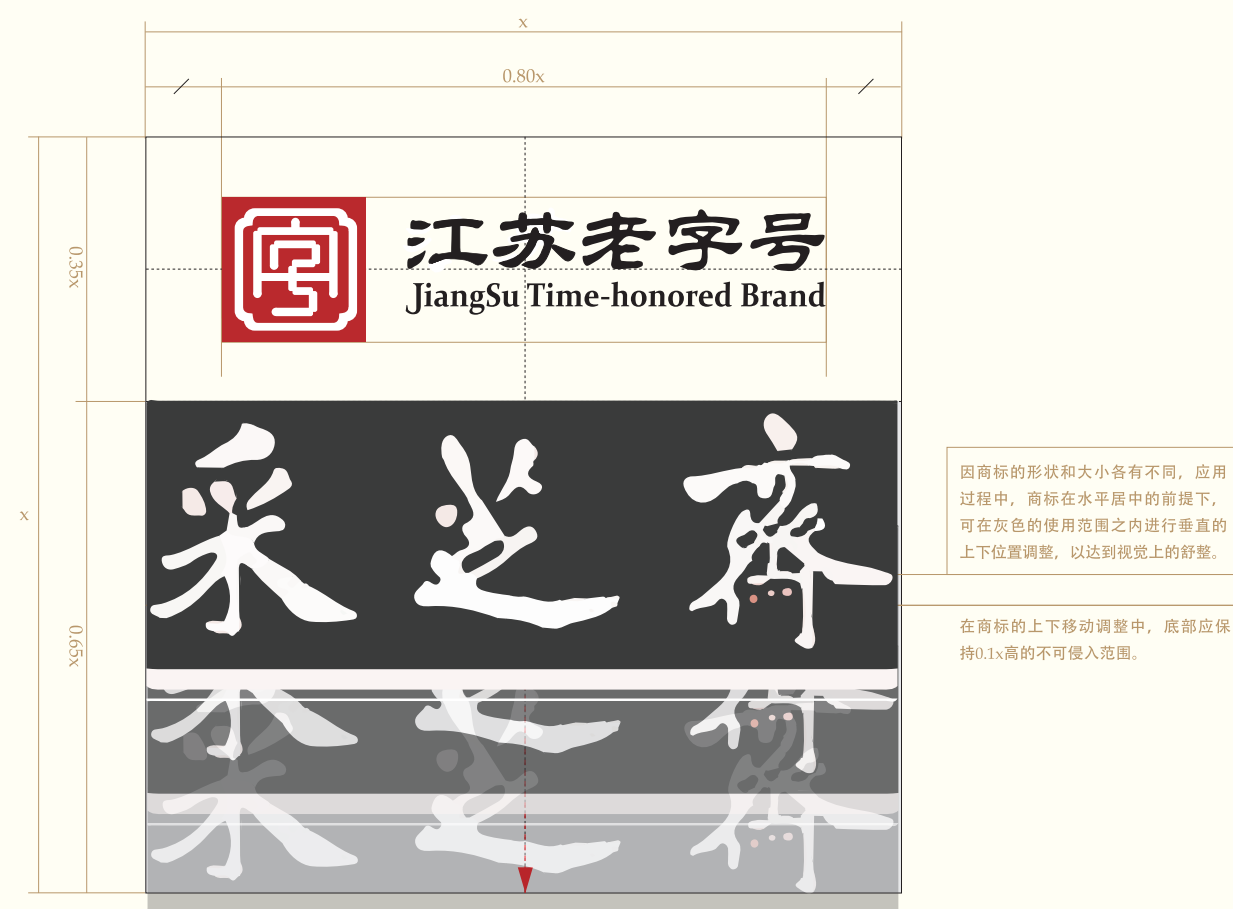 x
0.80x
0.35x
江苏老字号
JiangSu Time-honored Brand
采芝斋
x
0.65x
因商标的形状和大小各有不同，应用
过程中，商标在水平居中的前提下，
可在灰色的使用范围之内进行垂直的
上下位置调整，以达到视觉上的舒整。
在商标的上下移动调整中，底部应保
持0.1x高的不可侵入范围。